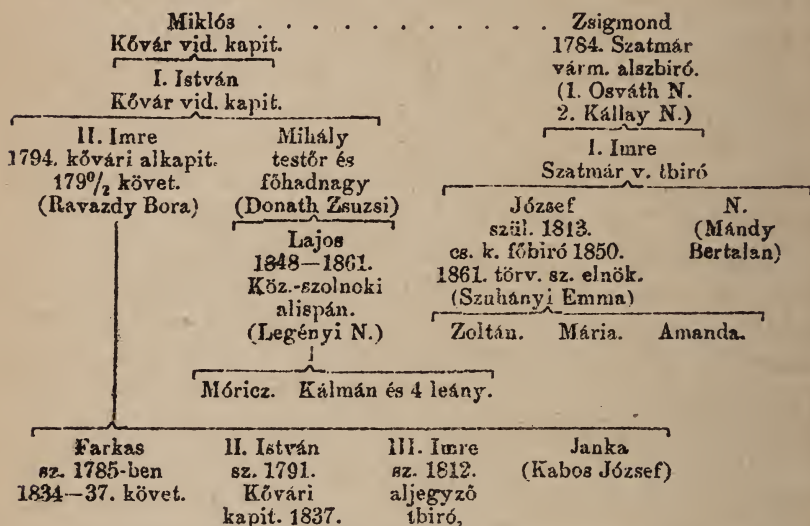 Miklós . . . . . . . . . . . . . Zsigmond
Kővár vid. kapit.
1784. Szatmár
várm. alszbiró.
(1. Osváth N.
2. Kállay N.)
I. István
Kővár vid. kapit.
II. Imre
1794. kővári alkapit.
179⁰/₂ követ.
(Ravazdy Bora)
Mihály
testőr és
főhadnagy
(Donath Zsuzsi)
I. Imre
Szatmár v. tbiró
Lajos
1848—1861.
Köz.-szolnoki
alispán.
(Legényi N.)
József
szül. 1813.
cs. k. főbiró 1850.
1861. törv. sz. elnök.
(Szuhányi Emma)
N.
(Mándy
Bertalan)
Zoltán. Mária. Amanda.
Móricz. Kálmán és 4 leány.
Farkas
sz. 1785-ben
1834—37. követ.
II. István
sz. 1791.
Kővári
kapit. 1837.
III. Imre
sz. 1812.
aljegyző
tbiró,
Janka
(Kabos József)